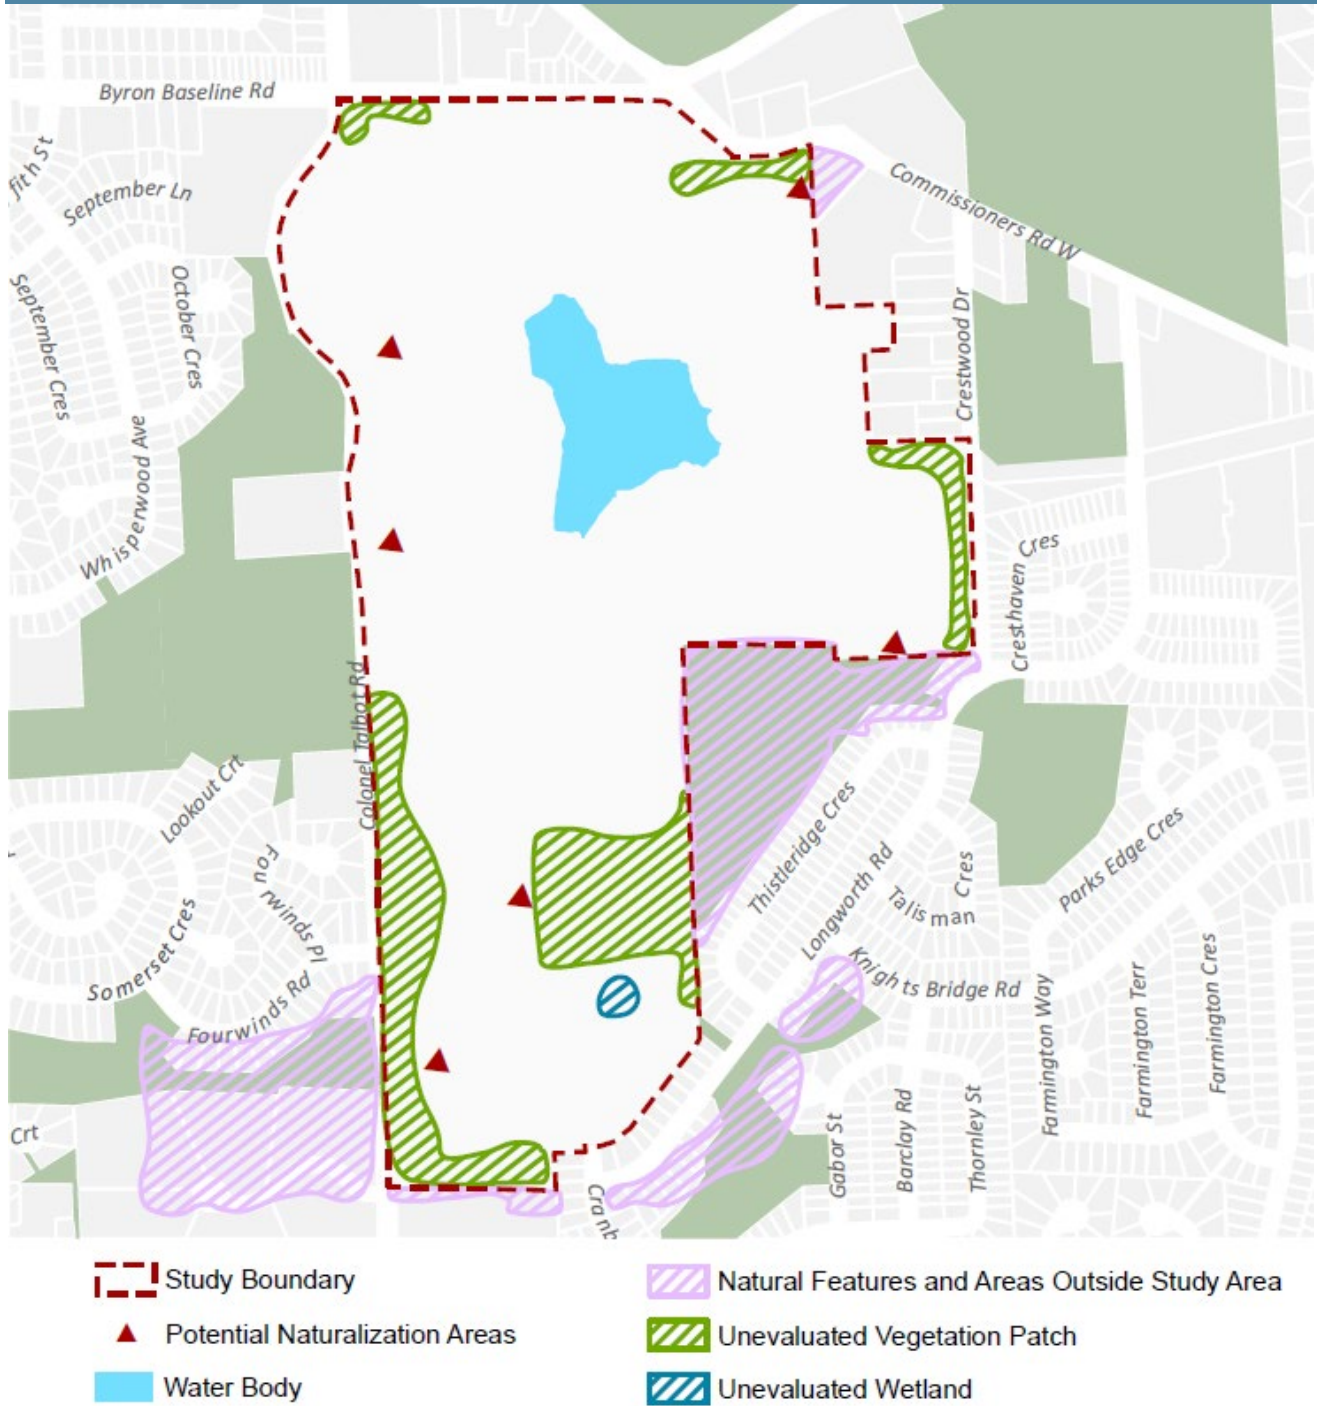 Byron Baseline Rd
ffith St
September Ln
Commissioners Rd W
October Cres
September Cres
Crestwood Dr
Whisperwood Ave
Cresthaven Cres
Colonel Talbot Rd
Lookout Crt
Thistleridge Cres
Parks Edge Cres
Fourwinds Pl
Longworth Rd
Talisman Cres
Somerset Cres
Knights Bridge Rd
Fourwinds Rd
Farmington Way
Farmington Terr
Farmington Cres
Crt
Gabor St
Barclay Rd
Thornley St
Cranb
Study Boundary
Natural Features and Areas Outside Study Area
Potential Naturalization Areas
Unevaluated Vegetation Patch
Water Body
Unevaluated Wetland